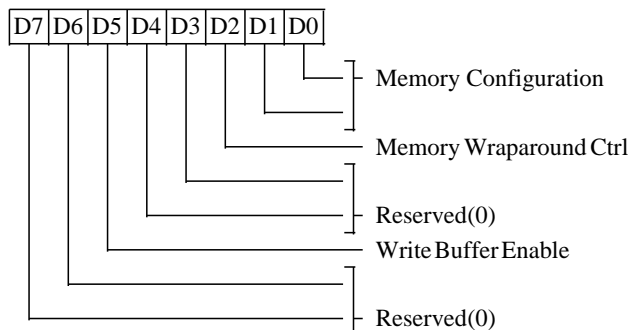 D7 D6 D5 D4 D3 D2 D1 D0
Memory Configuration
Memory Wraparound Ctrl
Reserved(0)
Write Buffer Enable
Reserved(0)